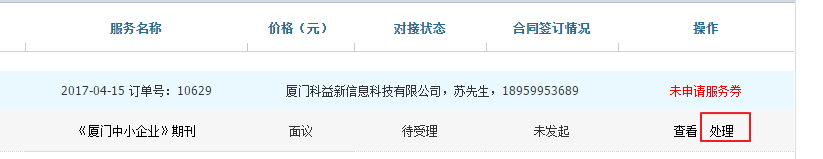 服务名称 价格（元） 对接状态 合同签订情况 操作
2017-04-15 订单号：10629 厦门科益新信息科技有限公司，苏先生，18959953689 未申请服务券
《厦门中小企业》期刊 面议 待受理 未发起 查看 处理